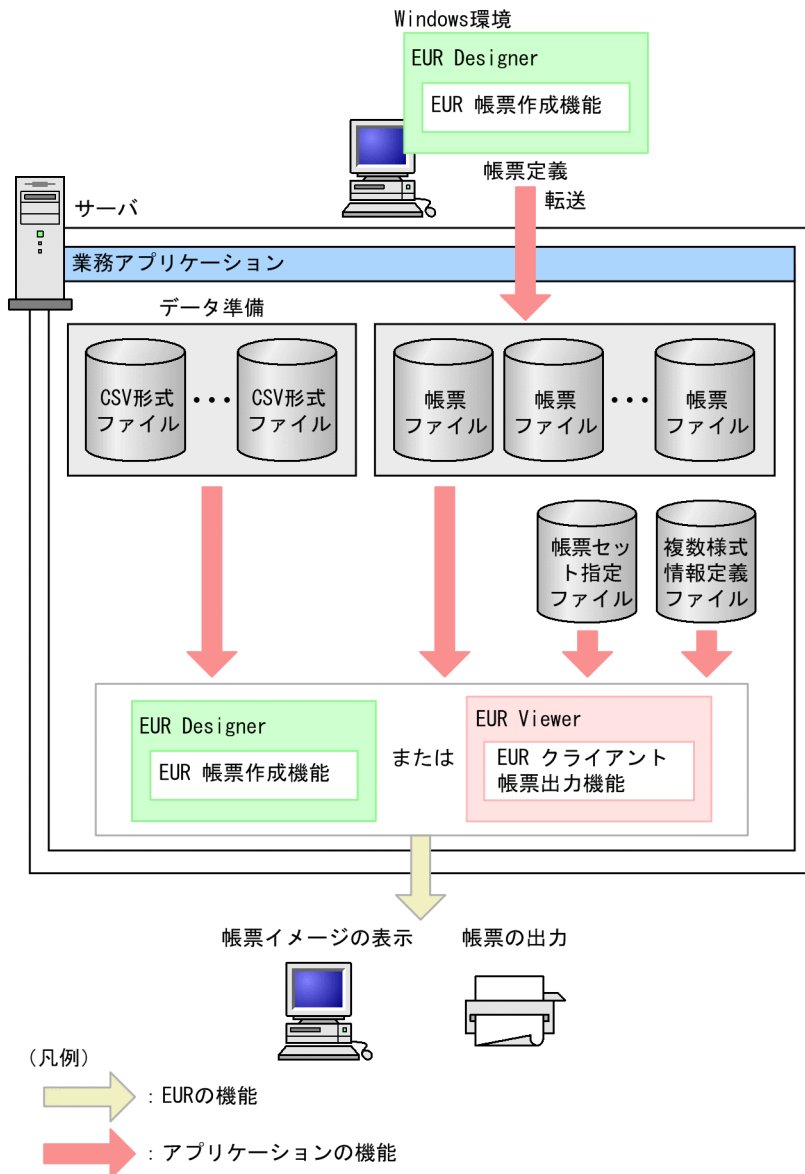 Windows環境
EUR Designer
EUR 帳票作成機能
帳票定義
転送
サーバ
業務アプリケーション
データ準備
CSV形式
ファイル
･･･
CSV形式
ファイル
帳票
ファイル
帳票
ファイル
･･･
帳票
ファイル
帳票セッ
ト指定
ファイル
複数様式
情報定義
ファイル
EUR Designer
EUR 帳票作成機能
または
EUR Viewer
EUR クライアント
帳票出力機能
帳票イメージの表示
帳票の出力
(凡例)
：EURの機能
：アプリケーションの機能